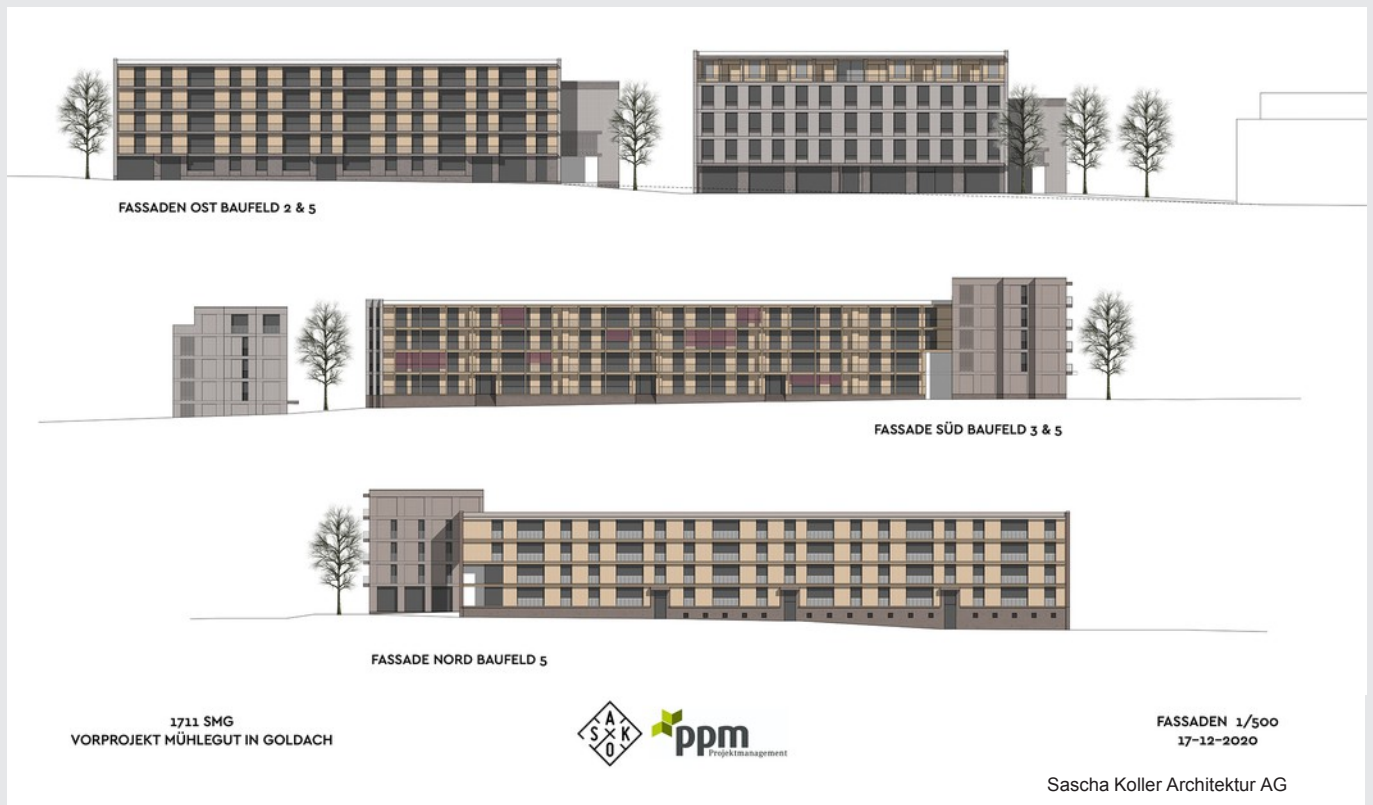 FASSADEN OST BAUFELD 2 & 5
FASSADE SÜD BAUFELD 3 & 5
FASSADE NORD BAUFELD 5
1711 SMG
VORPROJEKT MÜHLEGUT IN GOLDACH
A
S K
O
ppm
Projektmanagement
FASSADEN 1/500
17-12-2020
Sascha Koller Architektur AG